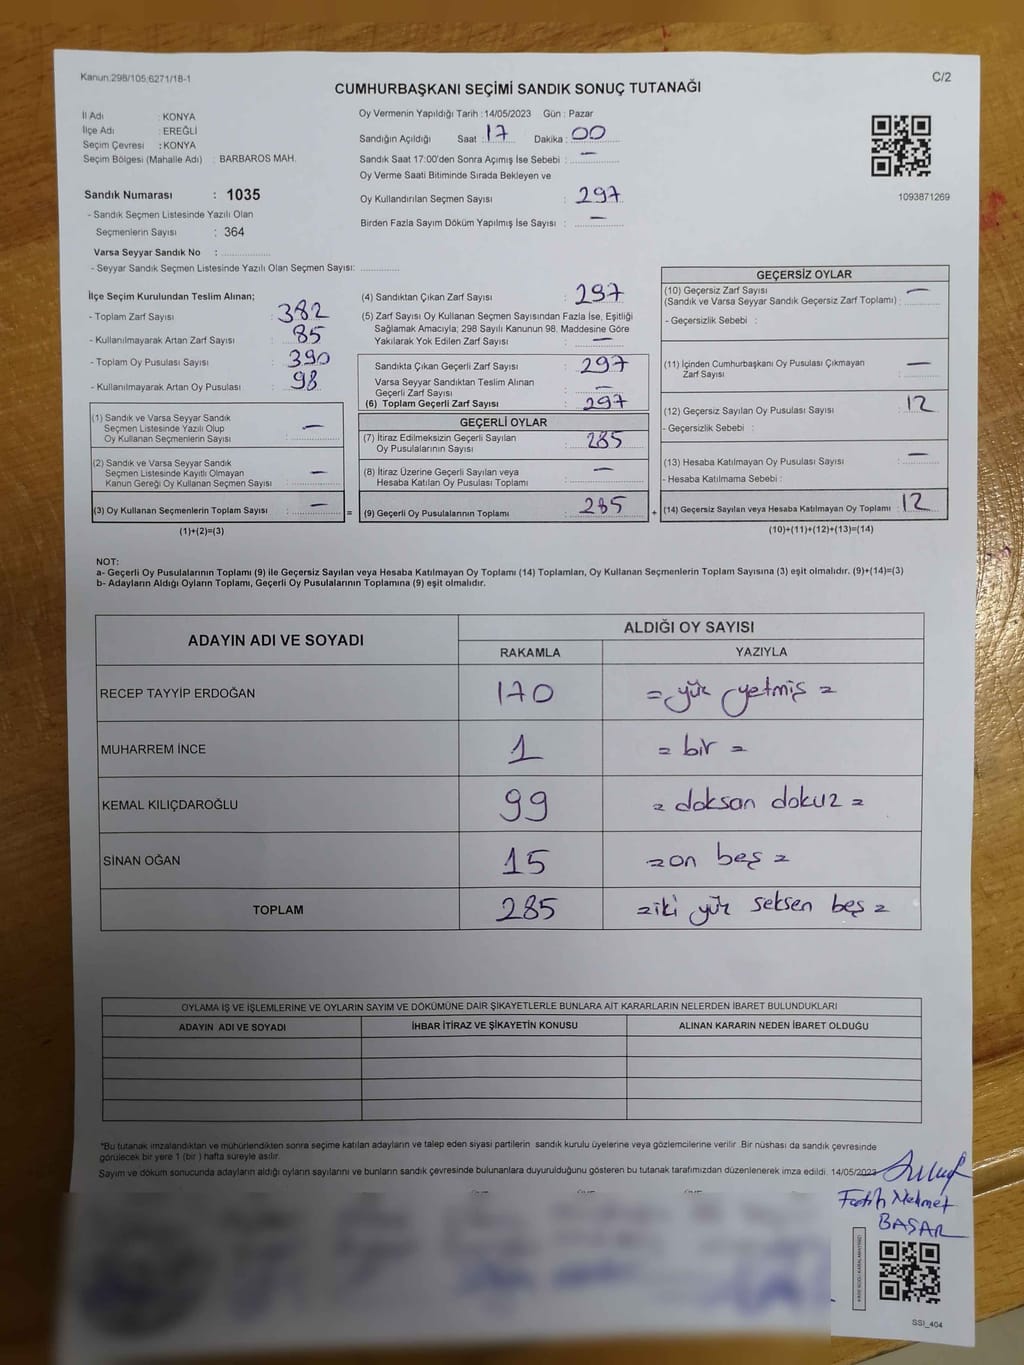 Kanun:298/105;6271/18-1
C/2
CUMHURBAŞKANI SEÇİMİ SANDIK SONUÇ TUTANAĞI
İl Adı : KONYA
İlçe Adı : EREĞLİ
Seçim Çevresi : KONYA
Seçim Bölgesi (Mahalle Adı) : BARBAROS MAH.
Sandık Numarası : 1035
- Sandık Seçmen Listesinde Yazılı Olan
Seçmenlerin Sayısı : 364
Varsa Seyyar Sandık No :
- Seyyar Sandık Seçmen Listesinde Yazılı Olan Seçmen Sayısı:
Oy Vermenin Yapıldığı Tarih : 14/05/2023 Gün : Pazar
Sandığın Açıldığı Saat : 17 Dakika : 00
Sandık Saat 17:00'den Sonra Açımış İse Sebebi : —
Oy Verme Saati Bitiminde Sırada Bekleyen ve
Oy Kullandırılan Seçmen Sayısı : 297
Birden Fazla Sayım Döküm Yapılmış İse Sayısı : —
1093871269
İlçe Seçim Kurulundan Teslim Alınan;
- Toplam Zarf Sayısı : 382
- Kullanılmayarak Artan Zarf Sayısı : 85
- Toplam Oy Pusulası Sayısı : 390
- Kullanılmayarak Artan Oy Pusulası : 98
(1) Sandık ve Varsa Seyyar Sandık
Seçmen Listesinde Yazılı Olup
Oy Kullanan Seçmenlerin Sayısı : —
(2) Sandık ve Varsa Seyyar Sandık
Seçmen Listesinde Kayıtlı Olmayan
Kanun Gereği Oy Kullanan Seçmen Sayısı : —
(3) Oy Kullanan Seçmenlerin Toplam Sayısı : — =
(1)+(2)=(3)
(4) Sandıktan Çıkan Zarf Sayısı : 297
(5) Zarf Sayısı Oy Kullanan Seçmen Sayısından Fazla İse, Eşitliği
Sağlamak Amacıyla; 298 Sayılı Kanunun 98. Maddesine Göre
Yakılarak Yok Edilen Zarf Sayısı : —
Sandıkta Çıkan Geçerli Zarf Sayısı : 297
Varsa Seyyar Sandıktan Teslim Alınan
Geçerli Zarf Sayısı : —
(6) Toplam Geçerli Zarf Sayısı : 297
GEÇERLİ OYLAR
(7) İtiraz Edilmeksizin Geçerli Sayılan
Oy Pusulalarının Sayısı : 285
(8) İtiraz Üzerine Geçerli Sayılan veya
Hesaba Katılan Oy Pusulası Toplamı : —
(9) Geçerli Oy Pusulalarının Toplamı : 285 +
GEÇERSİZ OYLAR
(10) Geçersiz Zarf Sayısı
(Sandık ve Varsa Seyyar Sandık Geçersiz Zarf Toplamı) : —
- Geçersizlik Sebebi :
(11) İçinden Cumhurbaşkanı Oy Pusulası Çıkmayan
Zarf Sayısı : —
(12) Geçersiz Sayılan Oy Pusulası Sayısı : 12
- Geçersizlik Sebebi :
(13) Hesaba Katılmayan Oy Pusulası Sayısı : —
- Hesaba Katılmama Sebebi :
(14) Geçersiz Sayılan veya Hesaba Katılmayan Oy Toplamı : 12
(10)+(11)+(12)+(13)=(14)
NOT:
a- Geçerli Oy Pusulalarının Toplamı (9) ile Geçersiz Sayılan veya Hesaba Katılmayan Oy Toplamı (14) Toplamları, Oy Kullanan Seçmenlerin Toplam Sayısına (3) eşit olmalıdır. (9)+(14)=(3)
b- Adayların Aldığı Oyların Toplamı, Geçerli Oy Pusulalarının Toplamına (9) eşit olmalıdır.
ADAYIN ADI VE SOYADI
ALDIĞI OY SAYISI
RAKAMLA YAZIYLA
RECEP TAYYİP ERDOĞAN 170 = yüz yetmiş =
MUHARREM İNCE 1 = bir =
KEMAL KILIÇDAROĞLU 99 = doksan dokuz =
SİNAN OĞAN 15 = on beş =
TOPLAM 285 = iki yüz seksen beş =
OYLAMA İŞ VE İŞLEMLERİNE VE OYLARIN SAYIM VE DÖKÜMÜNE DAİR ŞİKAYETLERLE BUNLARA AİT KARARLARIN NELERDEN İBARET BULUNDUKLARI
ADAYIN ADI VE SOYADI İHBAR İTİRAZ VE ŞİKAYETİN KONUSU ALINAN KARARIN NEDEN İBARET OLDUĞU
*Bu tutanak imzalandıktan ve mühürlendikten sonra seçime katılan adayların ve talep eden siyasi partilerin sandık kurulu üyelerine veya gözlemcilerine verilir. Bir nüshası da sandık çevresinde
görülecek bir yere 1 (bir ) hafta süreyle asılır.
Sayım ve döküm sonucunda adayların aldığı oyların sayılarını ve bunların sandık çevresinde bulunanlara duyurulduğunu gösteren bu tutanak tarafımızdan düzenlenerek imza edildi. 14/05/2023
Fatih Mehmet
BAŞAR
SSI_404